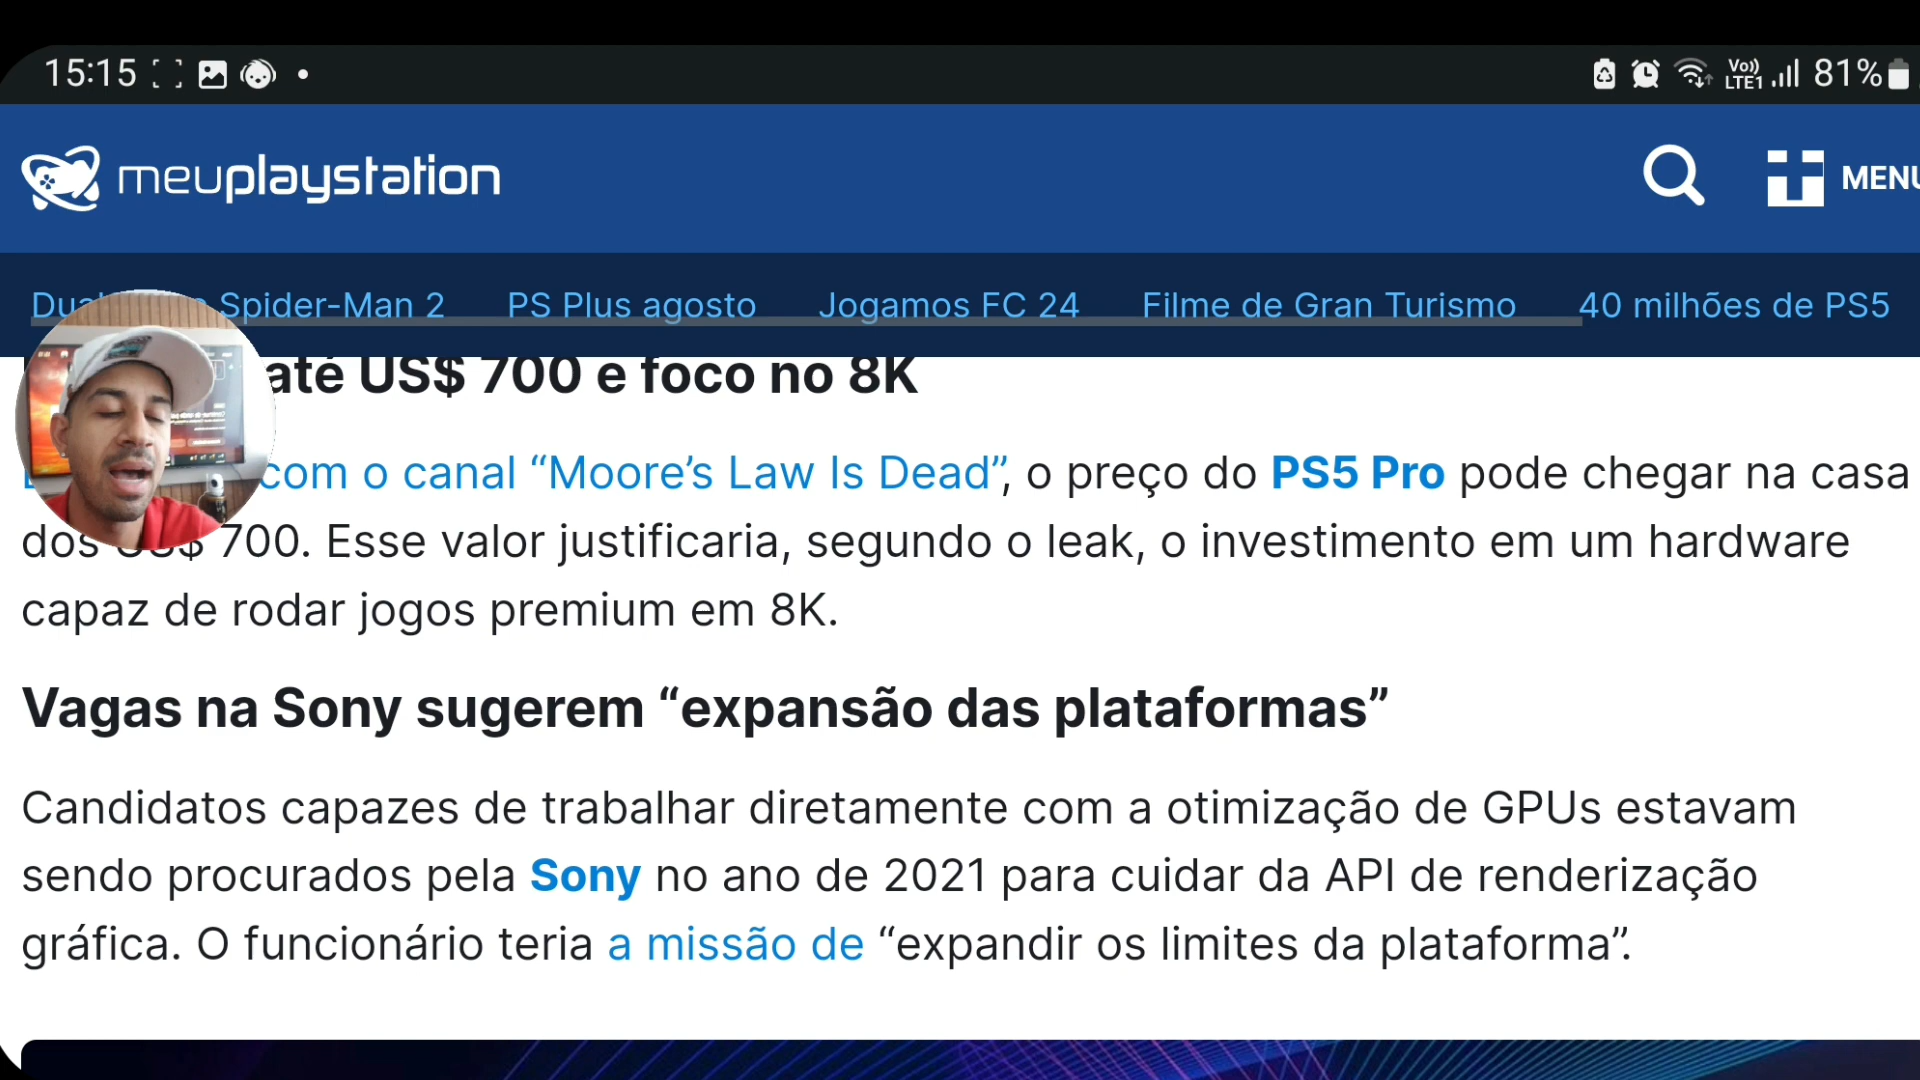 15:15 Vo)) LTE1 81%
meuplaystation MENU
Spider-Man 2 PS Plus agosto Jogamos FC 24 Filme de Gran Turismo 40 milhões de PS5
até US$ 700 e foco no 8K
com o canal “Moore’s Law Is Dead”, o preço do PS5 Pro pode chegar na casa
dos US$ 700. Esse valor justificaria, segundo o leak, o investimento em um hardware
capaz de rodar jogos premium em 8K.
Vagas na Sony sugerem “expansão das plataformas”
Candidatos capazes de trabalhar diretamente com a otimização de GPUs estavam
sendo procurados pela Sony no ano de 2021 para cuidar da API de renderização
gráfica. O funcionário teria a missão de “expandir os limites da plataforma”.